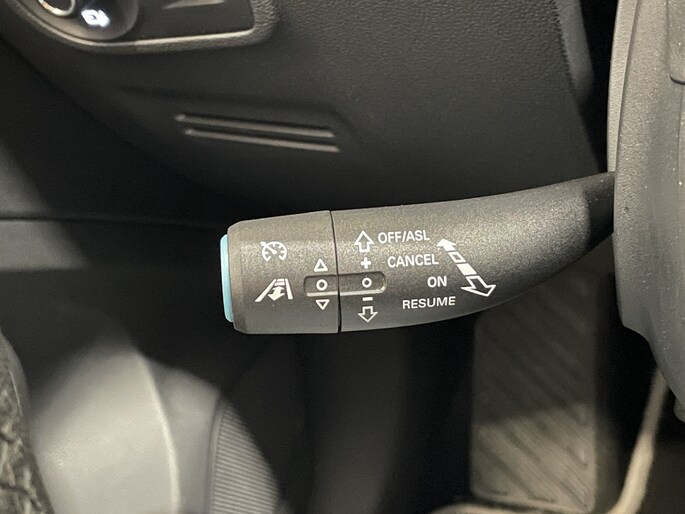 OFF/ASL
+ CANCEL
ON
− RESUME